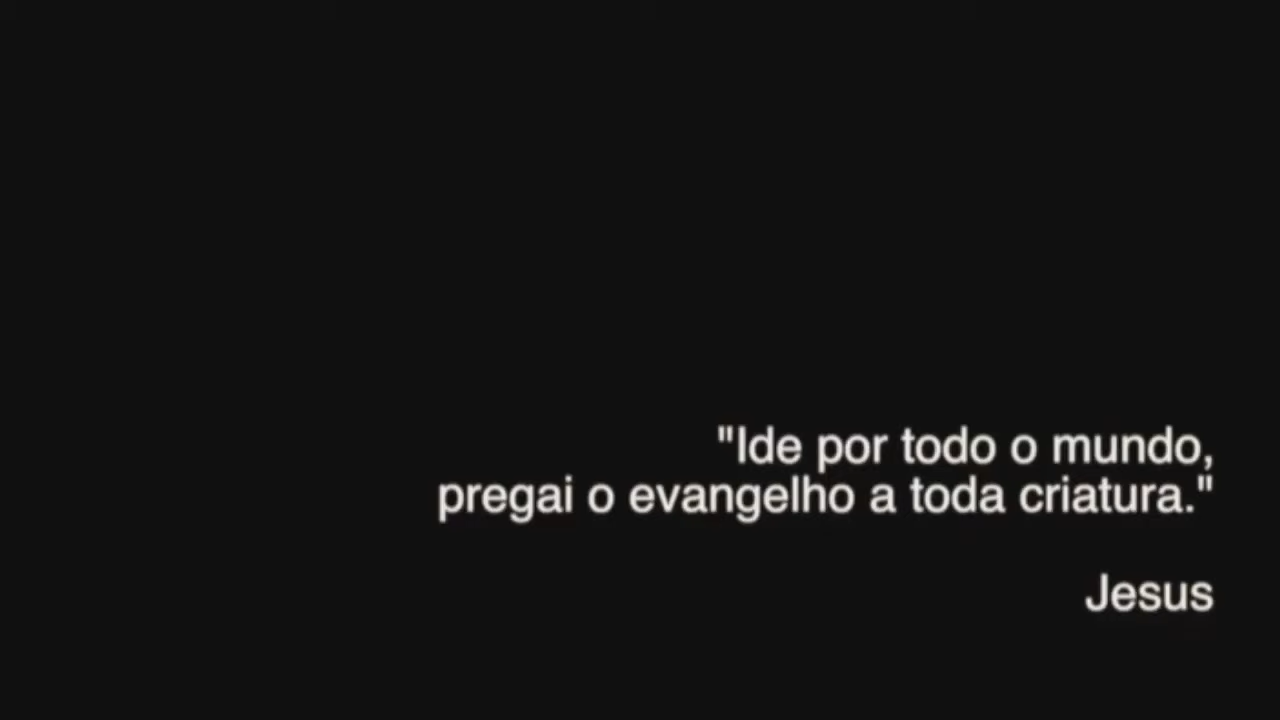 "Ide por todo o mundo,
pregai o evangelho a toda criatura."
Jesus